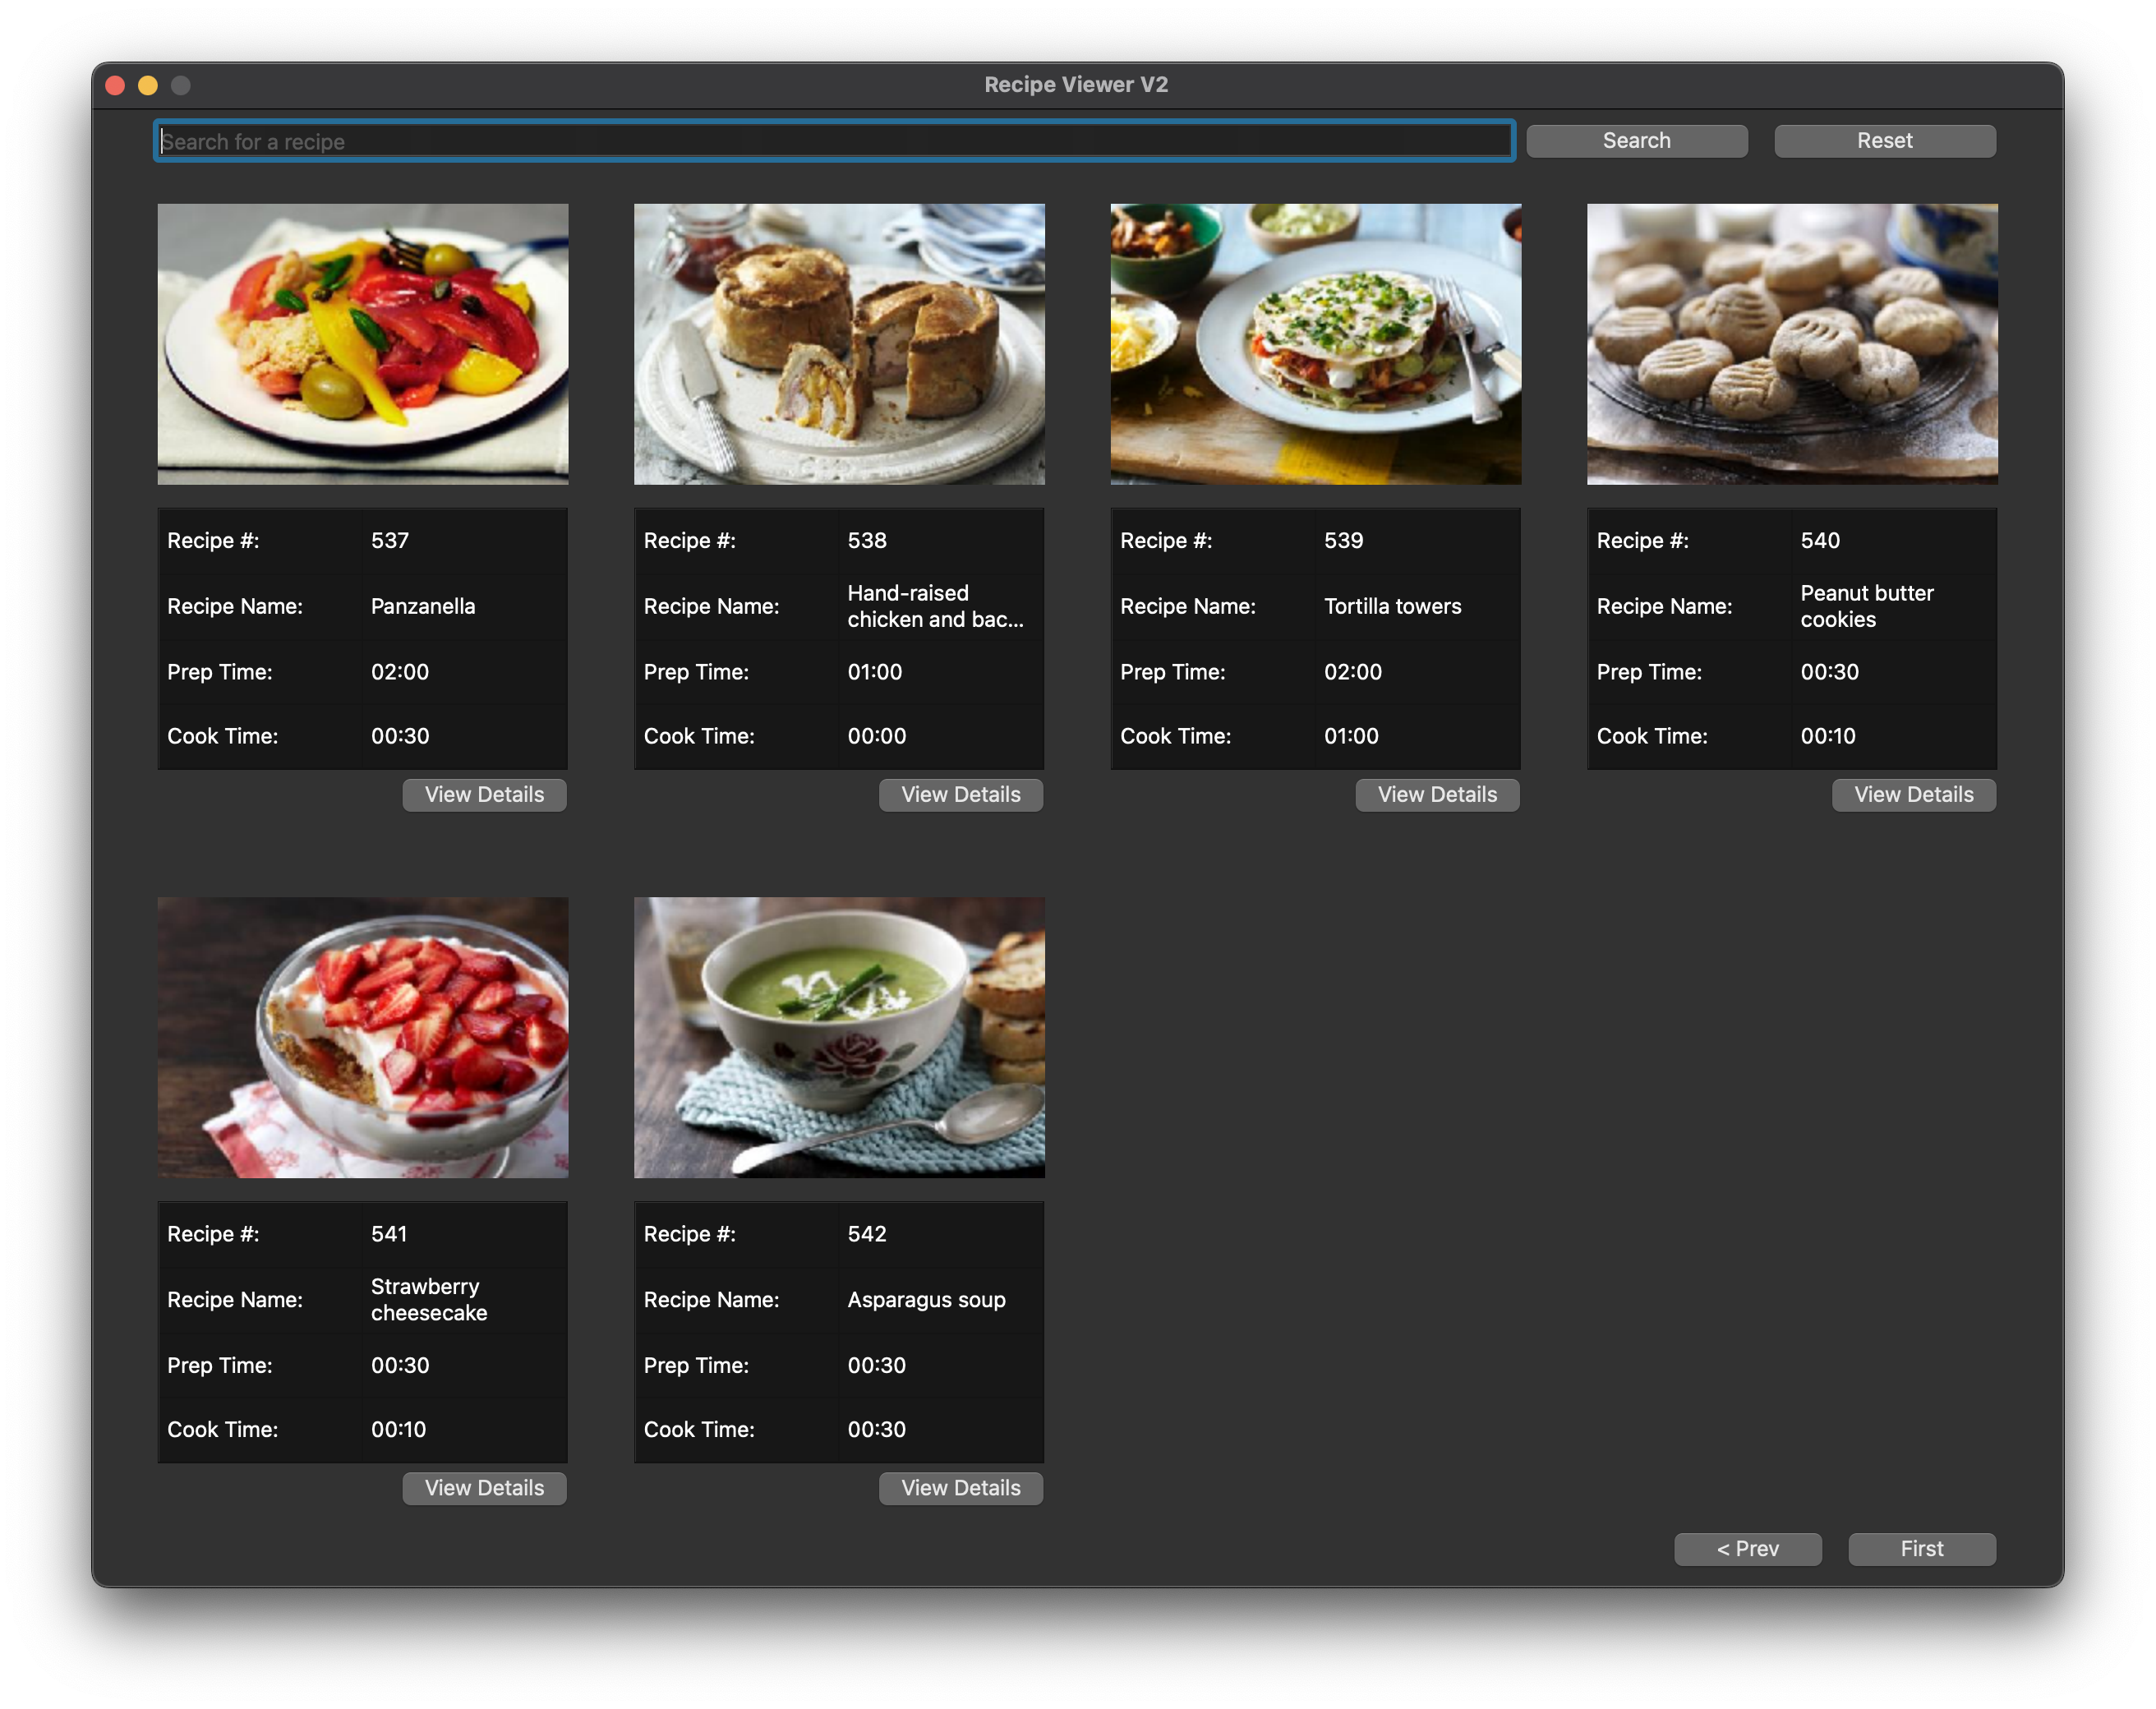 Recipe Viewer V2
Search for a recipe
Search
Reset
Recipe #: 537
Recipe Name: Panzanella
Prep Time: 02:00
Cook Time: 00:30
View Details
Recipe #: 538
Recipe Name: Hand-raised
chicken and bac...
Prep Time: 01:00
Cook Time: 00:00
View Details
Recipe #: 539
Recipe Name: Tortilla towers
Prep Time: 02:00
Cook Time: 01:00
View Details
Recipe #: 540
Recipe Name: Peanut butter
cookies
Prep Time: 00:30
Cook Time: 00:10
View Details
Recipe #: 541
Recipe Name: Strawberry
cheesecake
Prep Time: 00:30
Cook Time: 00:10
View Details
Recipe #: 542
Recipe Name: Asparagus soup
Prep Time: 00:30
Cook Time: 00:30
View Details
< Prev
First